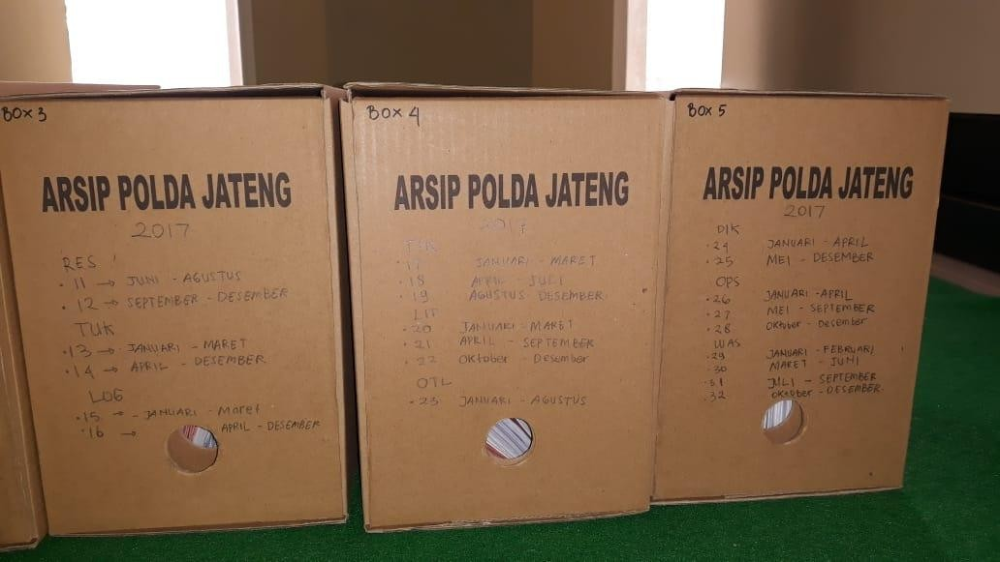 BOX 3
ARSIP POLDA JATENG
2017
RES
• 11 → JUNI - AGUSTUS
• 12 → SEPTEMBER - DESEMBER
TUK
• 13 → JANUARI - MARET
• 14 → APRIL - DESEMBER
LOG
• 15 → - JANUARI - Maret
• 16 → APRIL - DESEMBER
BOX 4
ARSIP POLDA JATENG
2017
• 17 JANUARI - MARET
• 18 APRIL - JULI
• 19 AGUSTUS - DESEMBER
• 20 JANUARI - MARET
• 21 APRIL - SEPTEMBER
• 22 Oktober - Desember
OTL
• 23 JANUARI - AGUSTUS
BOX 5
ARSIP POLDA JATENG
2017
DIK
• 24 JANUARI - APRIL
• 25 MEI - DESEMBER
OPS
• 26 JANUARI - APRIL
• 27 MEI - SEPTEMBER
• 28 Oktober - Desember
WAS
• 29 JANUARI - FEBRUARI
• 30 MARET - JUNI
• 31 JULI - SEPTEMBER
• 32 Oktober - DESEMBER